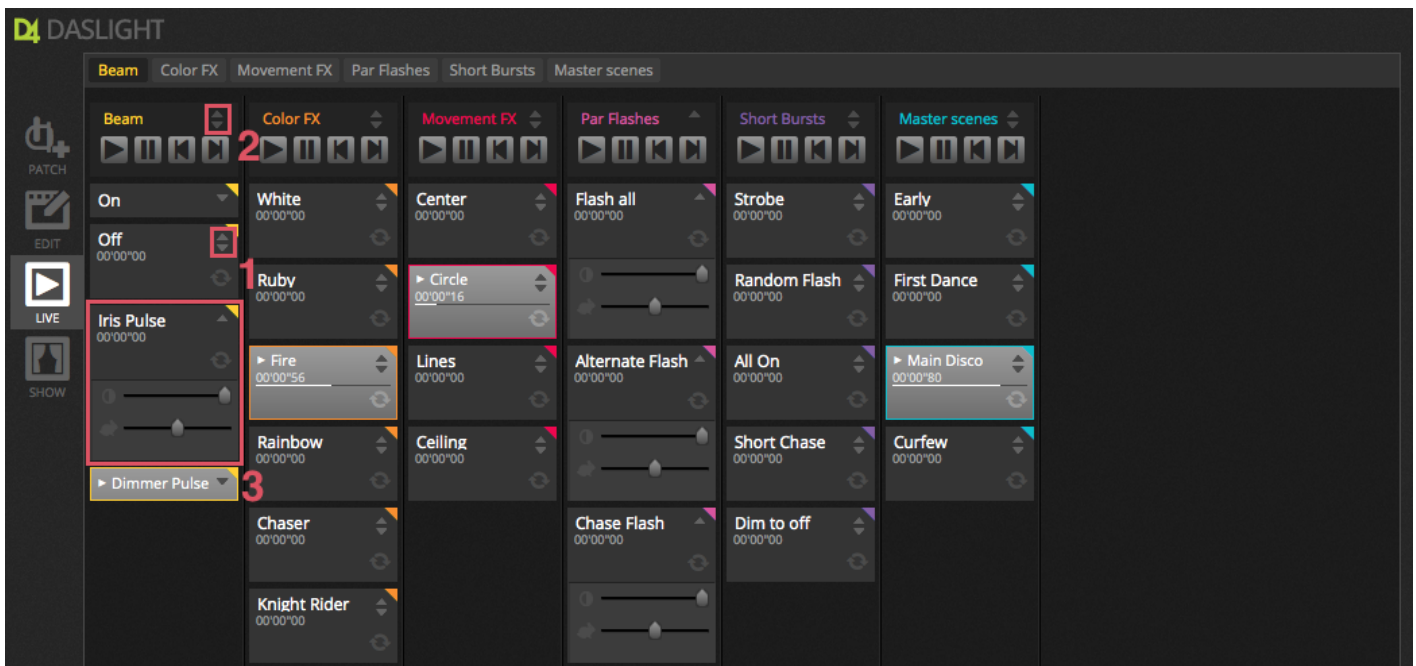 D4 DASLIGHT
Beam Color FX Movement FX Par Flashes Short Bursts Master scenes
PATCH
EDIT
LIVE
SHOW
Beam
2
On
Off
00'00"00
1
Iris Pulse
00'00"00
Dimmer Pulse
3
Color FX
White
00'00"00
Ruby
00'00"00
Fire
00'00"56
Rainbow
00'00"00
Chaser
00'00"00
Knight Rider
00'00"00
Movement FX
Center
00'00"00
Circle
00'00"16
Lines
00'00"00
Ceiling
00'00"00
Par Flashes
Flash all
00'00"00
Alternate Flash
00'00"00
Chase Flash
00'00"00
Short Bursts
Strobe
00'00"00
Random Flash
00'00"00
All On
00'00"00
Short Chase
00'00"00
Dim to off
00'00"00
Master scenes
Early
00'00"00
First Dance
00'00"00
Main Disco
00'00"80
Curfew
00'00"00